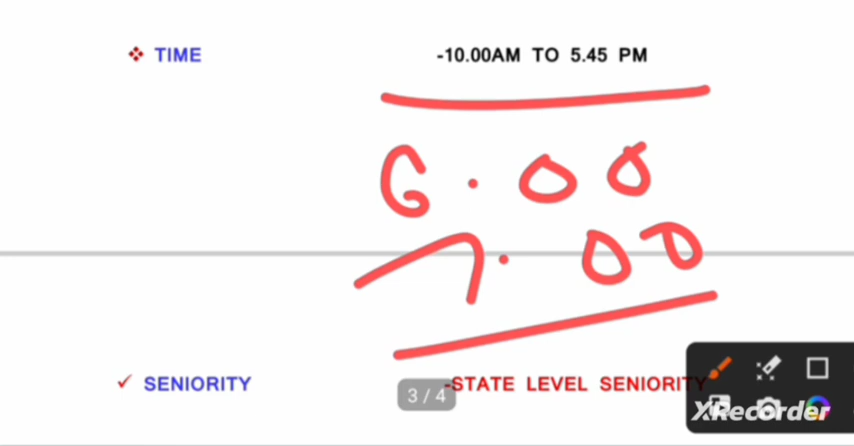 TIME -10.00AM TO 5.45 PM
6.00
7.00
SENIORITY -STATE LEVEL SENIORITY
3 / 4
XRecorder